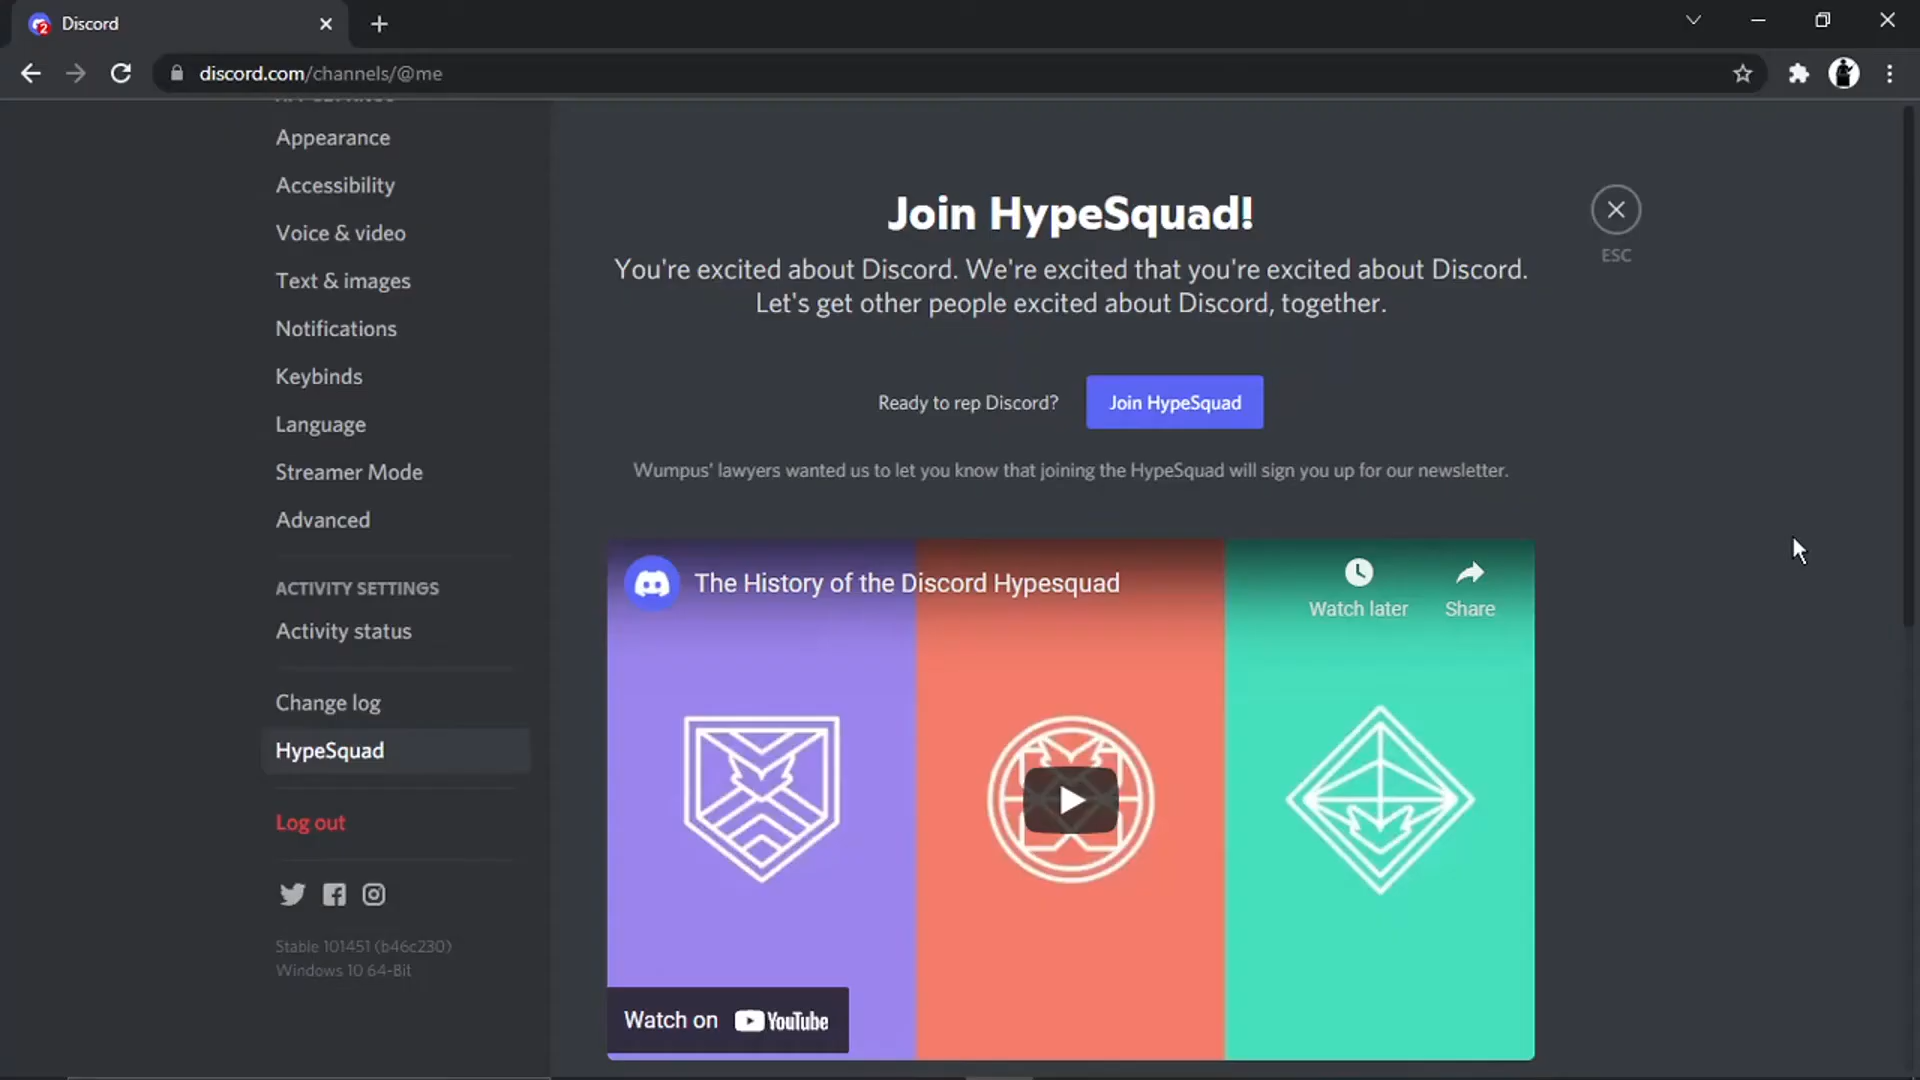 Discord
discord.com/channels/@me
Appearance
Accessibility
Voice & video
Text & images
Notifications
Keybinds
Language
Streamer Mode
Advanced
ACTIVITY SETTINGS
Activity status
Change log
HypeSquad
Log out
Stable 101451 (b46c230)
Windows 10 64-Bit
Join HypeSquad!
You're excited about Discord. We're excited that you're excited about Discord.
Let's get other people excited about Discord, together.
ESC
Ready to rep Discord?
Join HypeSquad
Wumpus' lawyers wanted us to let you know that joining the HypeSquad will sign you up for our newsletter.
The History of the Discord Hypesquad
Watch later
Share
Watch on YouTube